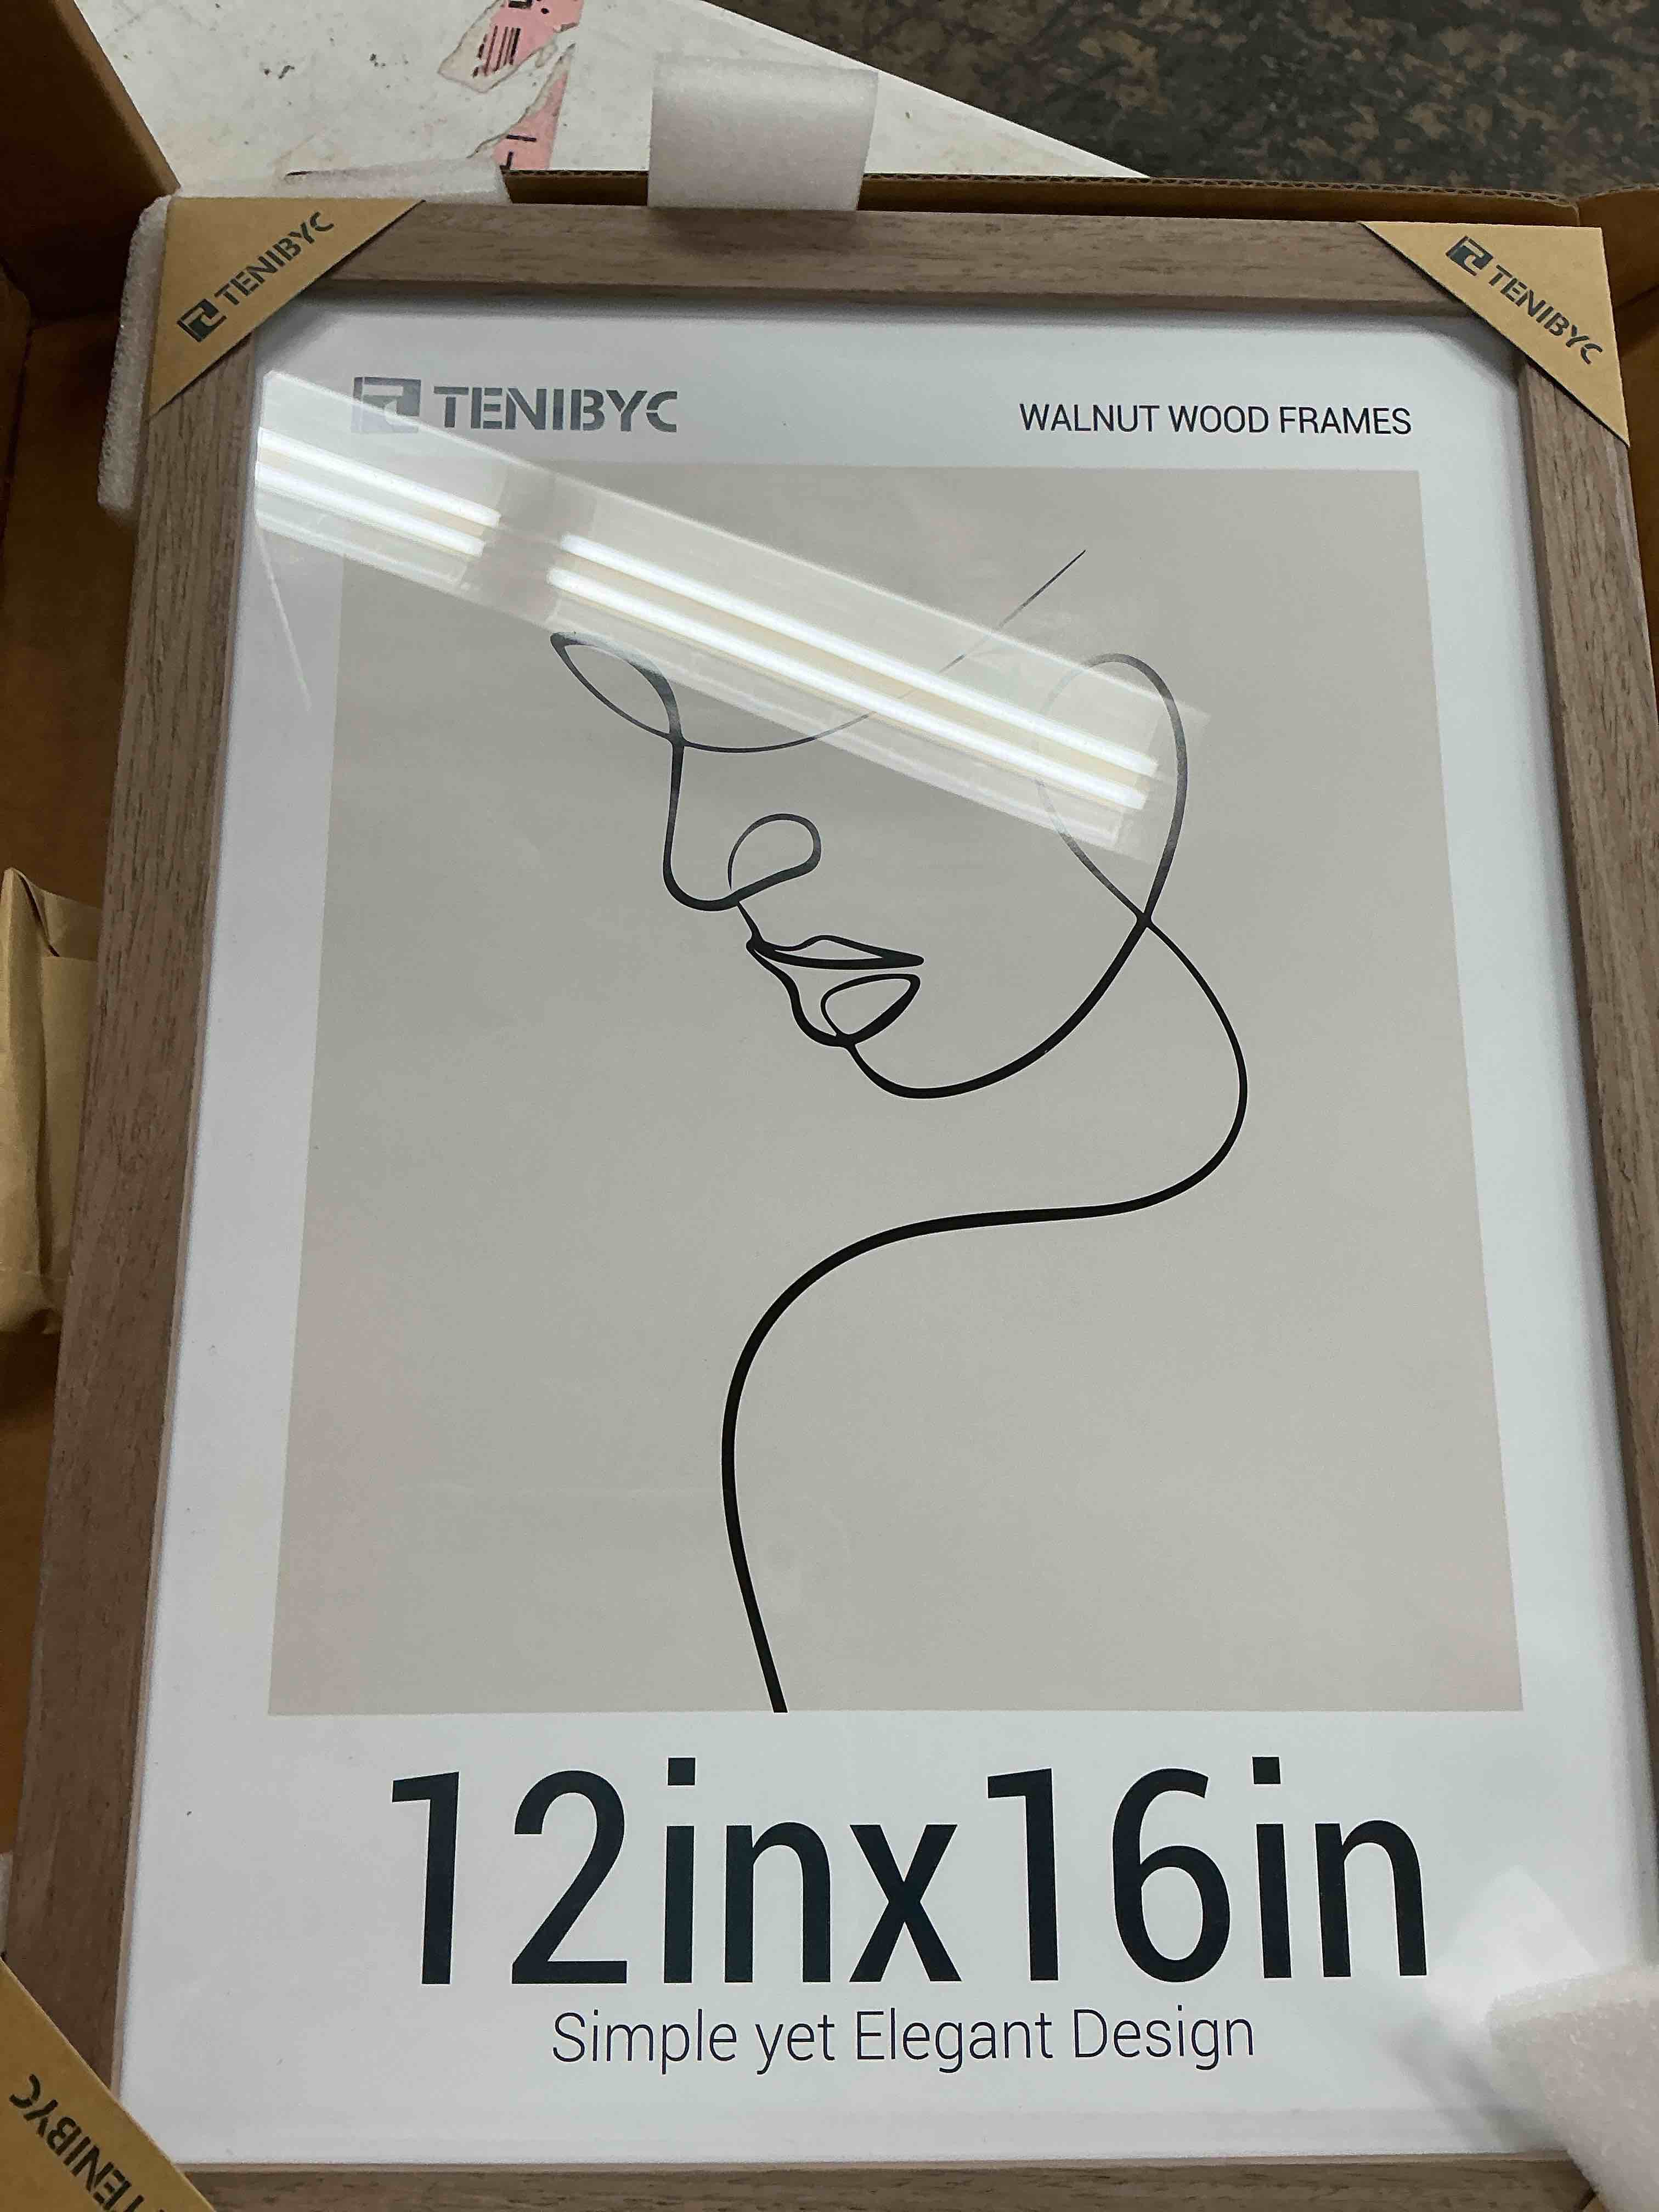 TENIBYC
TENIBYC
TENIBYC
WALNUT WOOD FRAMES
12inx16in
Simple yet Elegant Design
TENIBYC